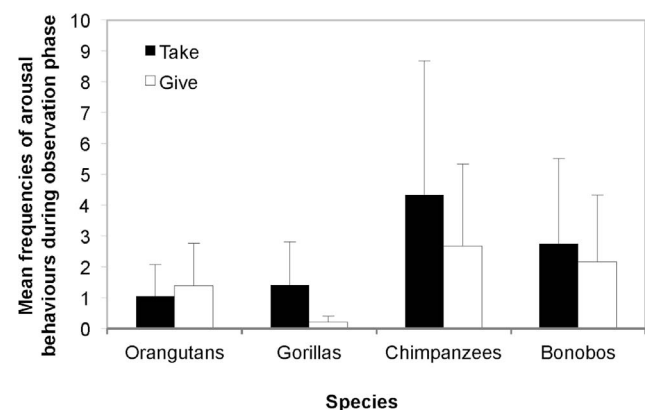 Mean frequencies of arousal
behaviours during observation phase
10
9
8
7
6
5
4
3
2
1
0
Take
Give
Orangutans Gorillas Chimpanzees Bonobos
Species